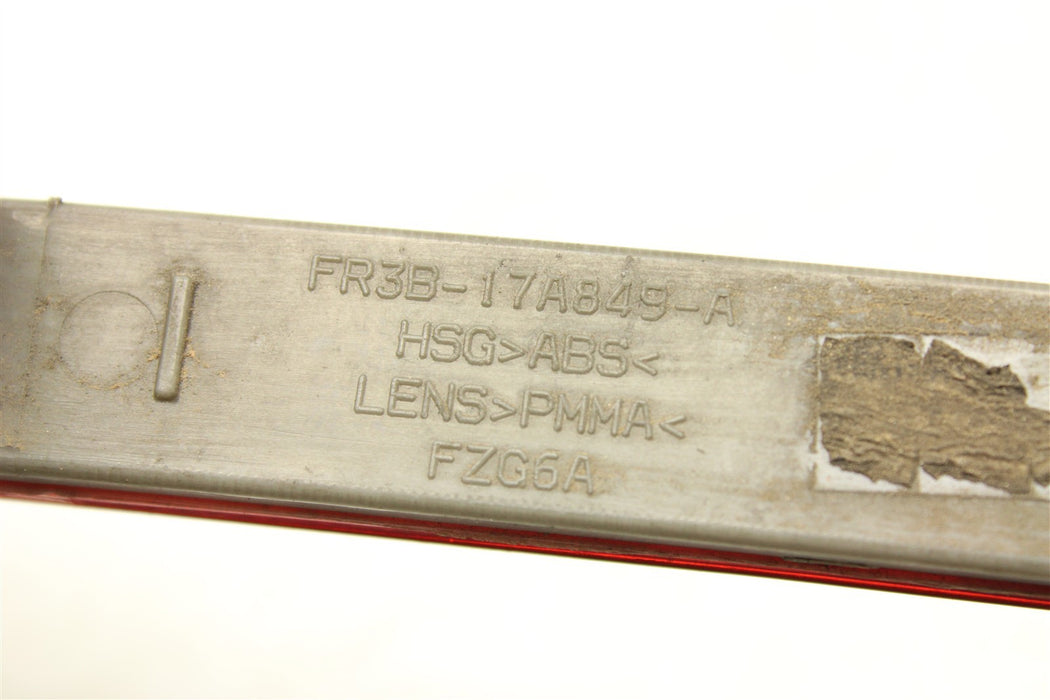 FR3B-17A849-A
HSG>ABS<
LENS>PMMA<
FZG6A